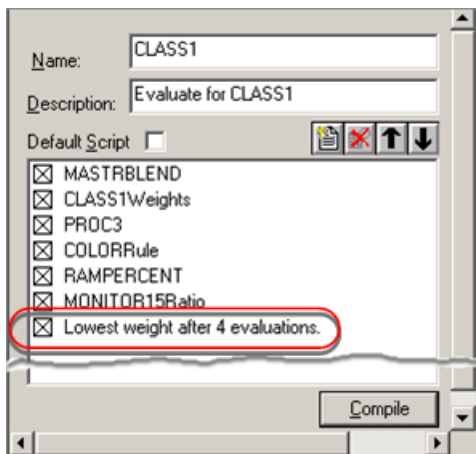 Name: CLASS1
Description: Evaluate for CLASS1
Default Script
MASTRBLEND
CLASS1Weights
PROC3
COLORRule
RAMPERCENT
MONITOR15Ratio
Lowest weight after 4 evaluations.
Compile